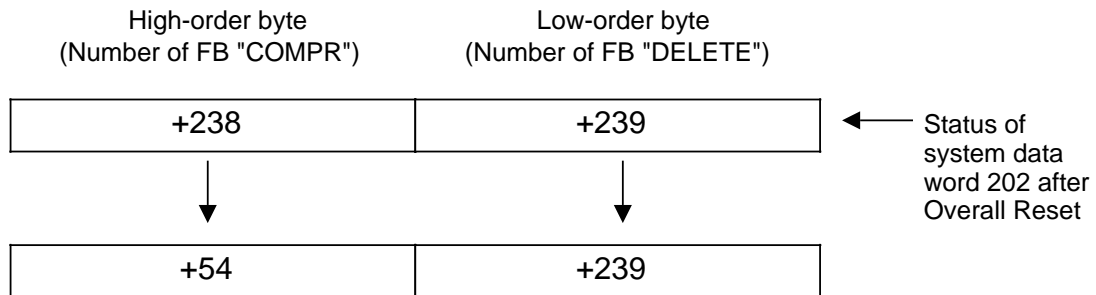 High-order byte
(Number of FB "COMPR")
Low-order byte
(Number of FB "DELETE")
+238
+239
Status of
system data
word 202 after
Overall Reset
+54
+239